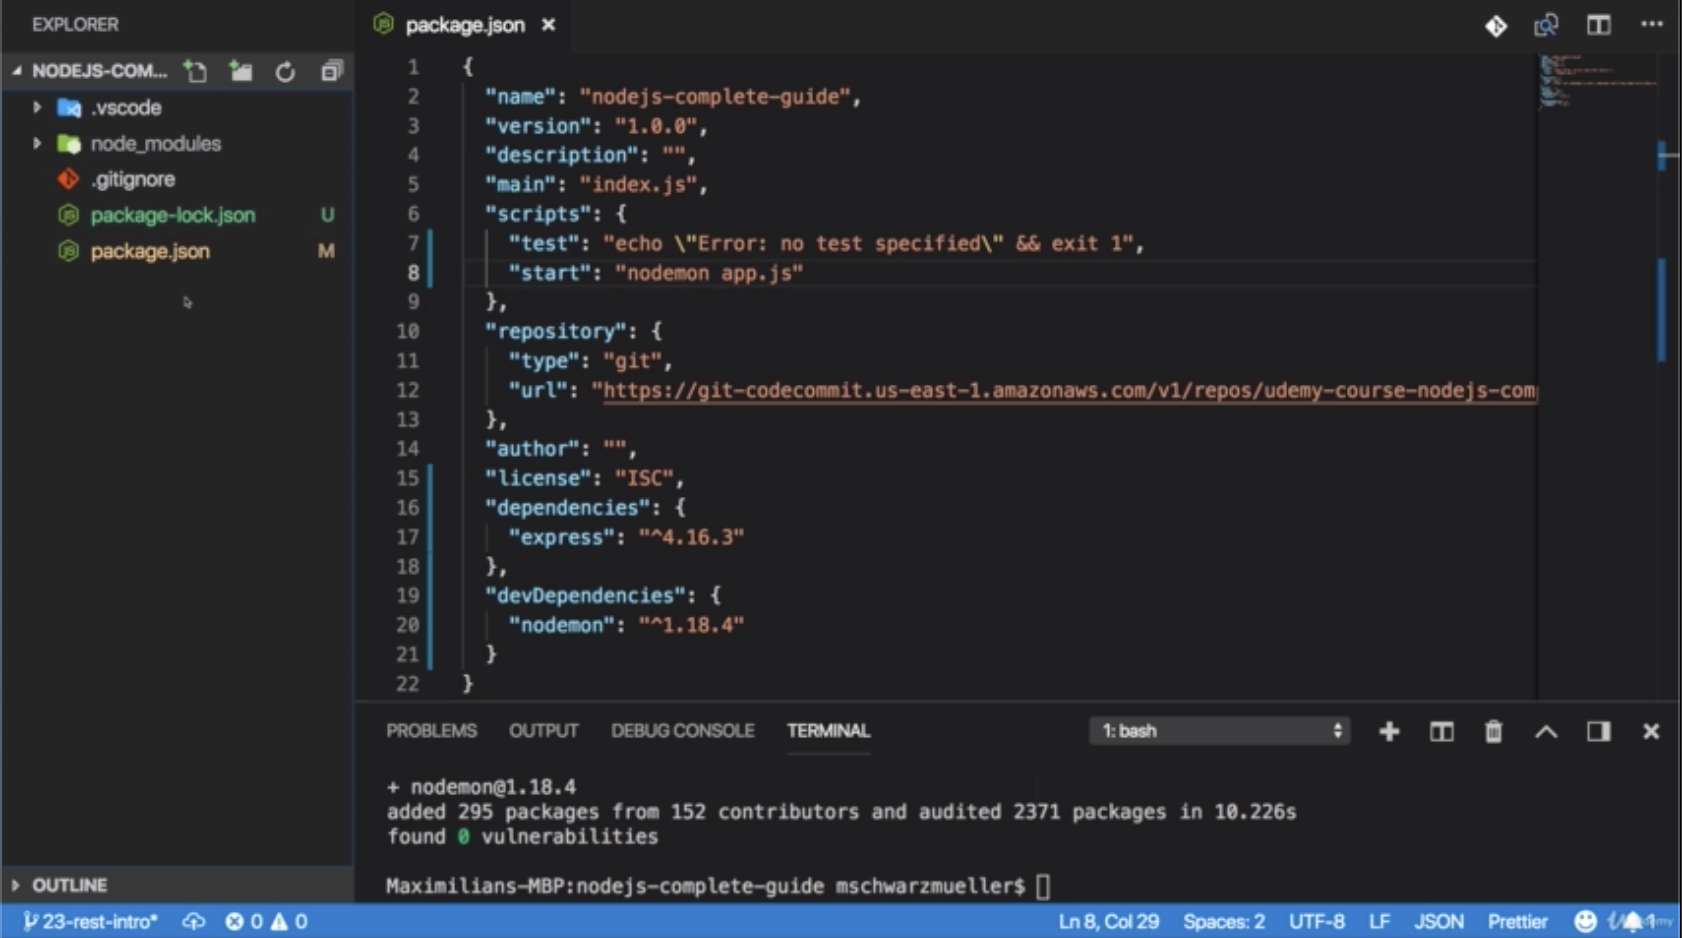 EXPLORER
NODEJS-COM...
.vscode
node_modules
.gitignore
package-lock.json U
package.json M
OUTLINE
package.json
1 {
2 "name": "nodejs-complete-guide",
3 "version": "1.0.0",
4 "description": "",
5 "main": "index.js",
6 "scripts": {
7 "test": "echo \"Error: no test specified\" && exit 1",
8 "start": "nodemon app.js"
9 },
10 "repository": {
11 "type": "git",
12 "url": "https://git-codecommit.us-east-1.amazonaws.com/v1/repos/udemy-course-nodejs-com
13 },
14 "author": "",
15 "license": "ISC",
16 "dependencies": {
17 "express": "^4.16.3"
18 },
19 "devDependencies": {
20 "nodemon": "^1.18.4"
21 }
22 }
PROBLEMS OUTPUT DEBUG CONSOLE TERMINAL 1: bash
+ nodemon@1.18.4
added 295 packages from 152 contributors and audited 2371 packages in 10.226s
found 0 vulnerabilities
Maximilians-MBP:nodejs-complete-guide mschwarzmueller$
23-rest-intro* 0 0 Ln 8, Col 29 Spaces: 2 UTF-8 LF JSON Prettier 1